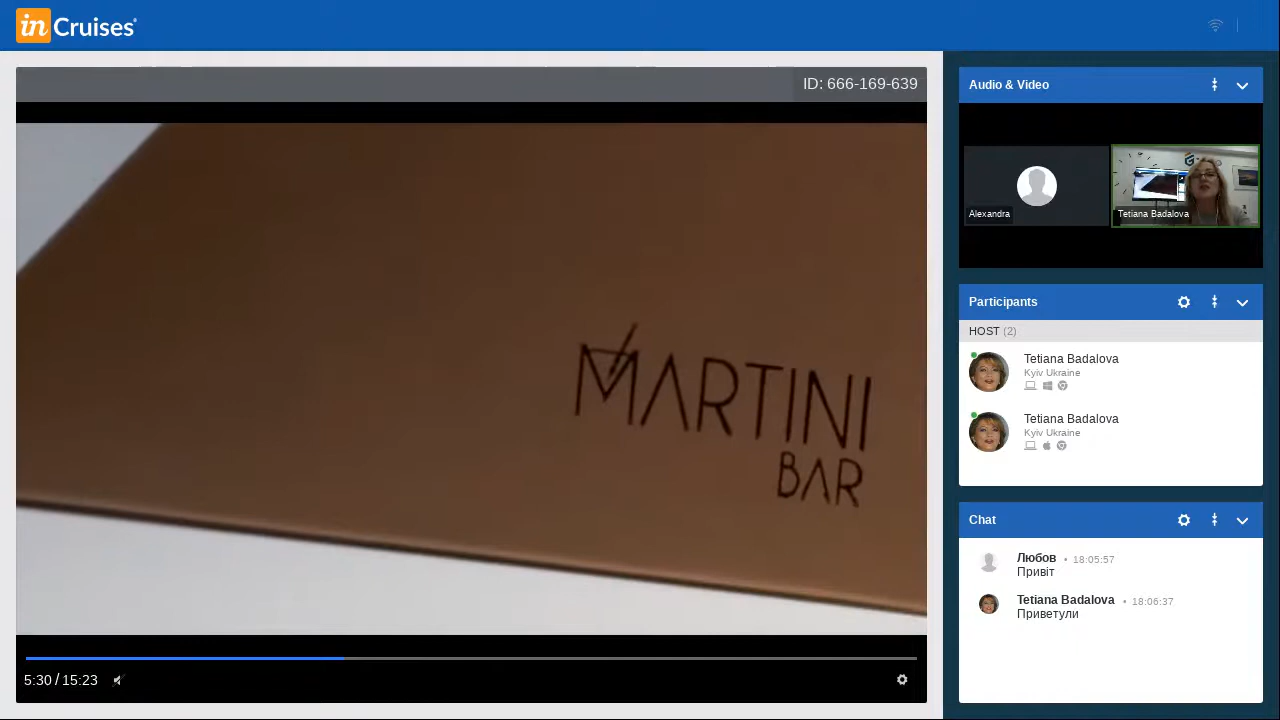 in Cruises
ID: 666-169-639
MARTINI
BAR
5:30 / 15:23
Audio & Video
Alexandra
Tetiana Badalova
Participants
HOST (2)
Tetiana Badalova
Kyiv Ukraine
Tetiana Badalova
Kyiv Ukraine
Chat
Любов • 18:05:57
Привіт
Tetiana Badalova • 18:06:37
Приветули